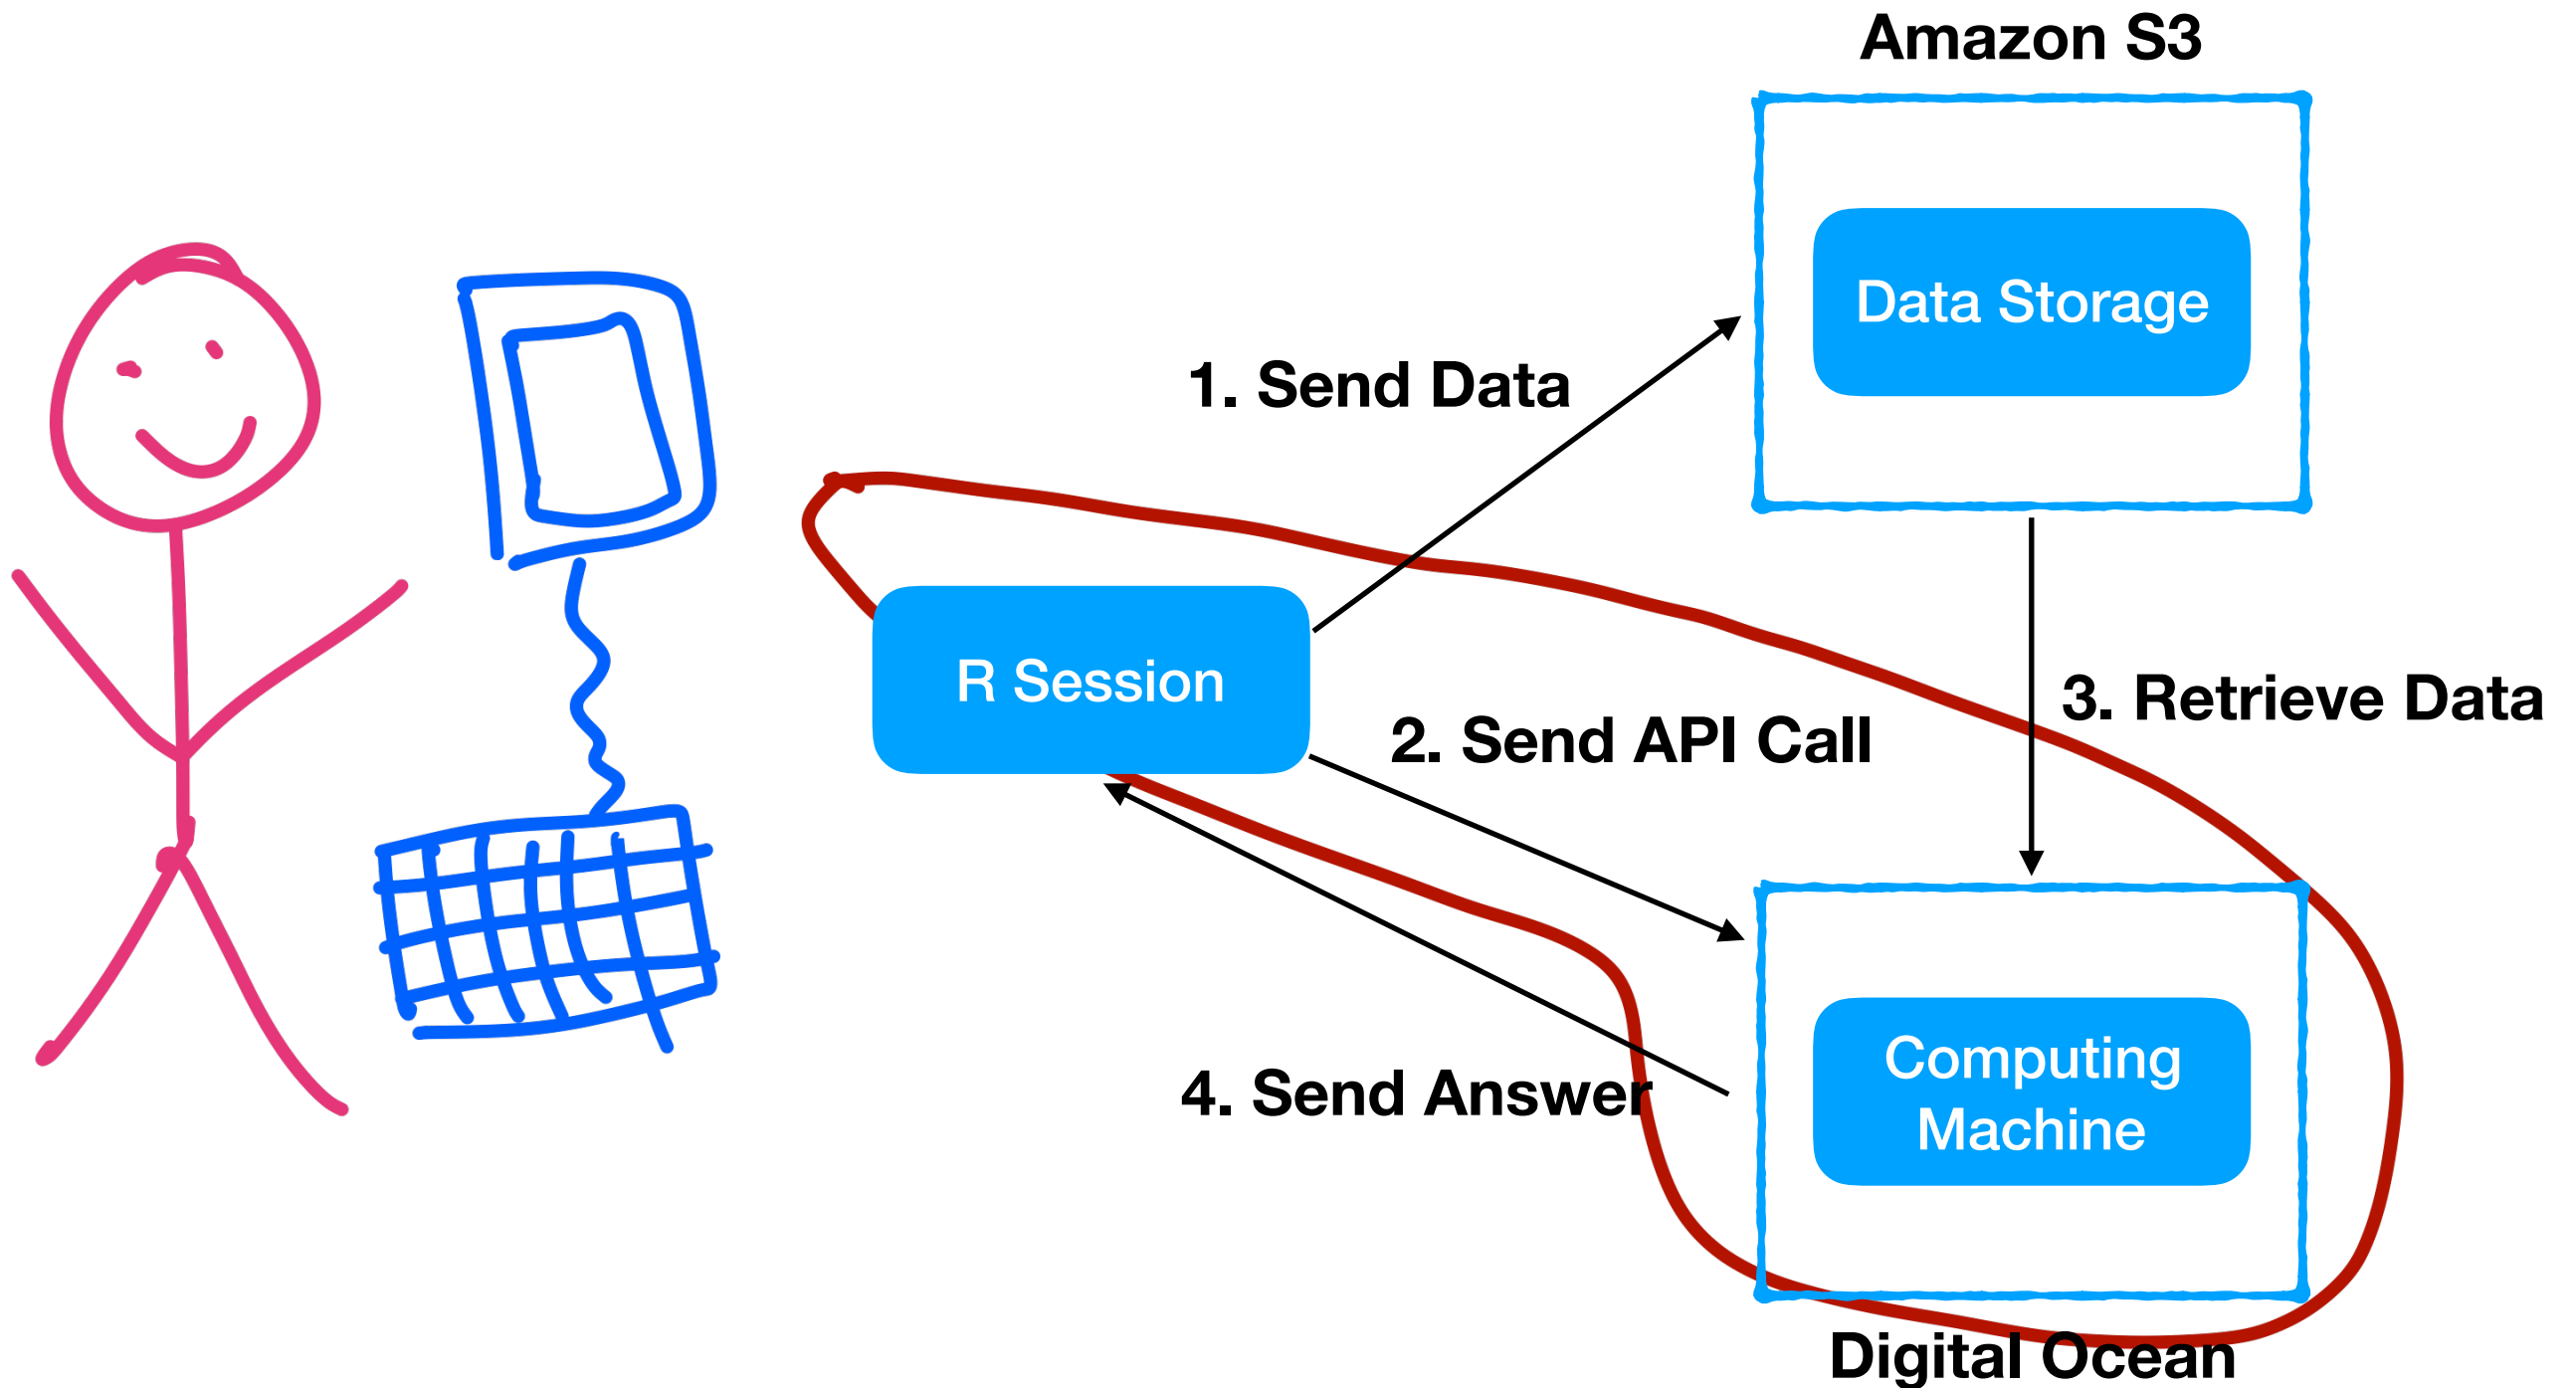 Amazon S3
Data Storage
1. Send Data
R Session
2. Send API Call
3. Retrieve Data
4. Send Answer
Computing
Machine
Digital Ocean